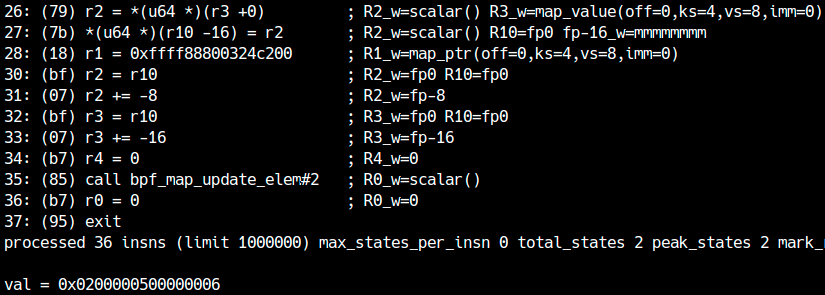 26: (79) r2 = *(u64 *)(r3 +0) ; R2_w=scalar() R3_w=map_value(off=0,ks=4,vs=8,imm=0)
27: (7b) *(u64 *)(r10 -16) = r2 ; R2_w=scalar() R10=fp0 fp-16_w=mmmmmmmm
28: (18) r1 = 0xffff88800324c200 ; R1_w=map_ptr(off=0,ks=4,vs=8,imm=0)
30: (bf) r2 = r10 ; R2_w=fp0 R10=fp0
31: (07) r2 += -8 ; R2_w=fp-8
32: (bf) r3 = r10 ; R3_w=fp0 R10=fp0
33: (07) r3 += -16 ; R3_w=fp-16
34: (b7) r4 = 0 ; R4_w=0
35: (85) call bpf_map_update_elem#2 ; R0_w=scalar()
36: (b7) r0 = 0 ; R0_w=0
37: (95) exit
processed 36 insns (limit 1000000) max_states_per_insn 0 total_states 2 peak_states 2
val = 0x0200000500000006